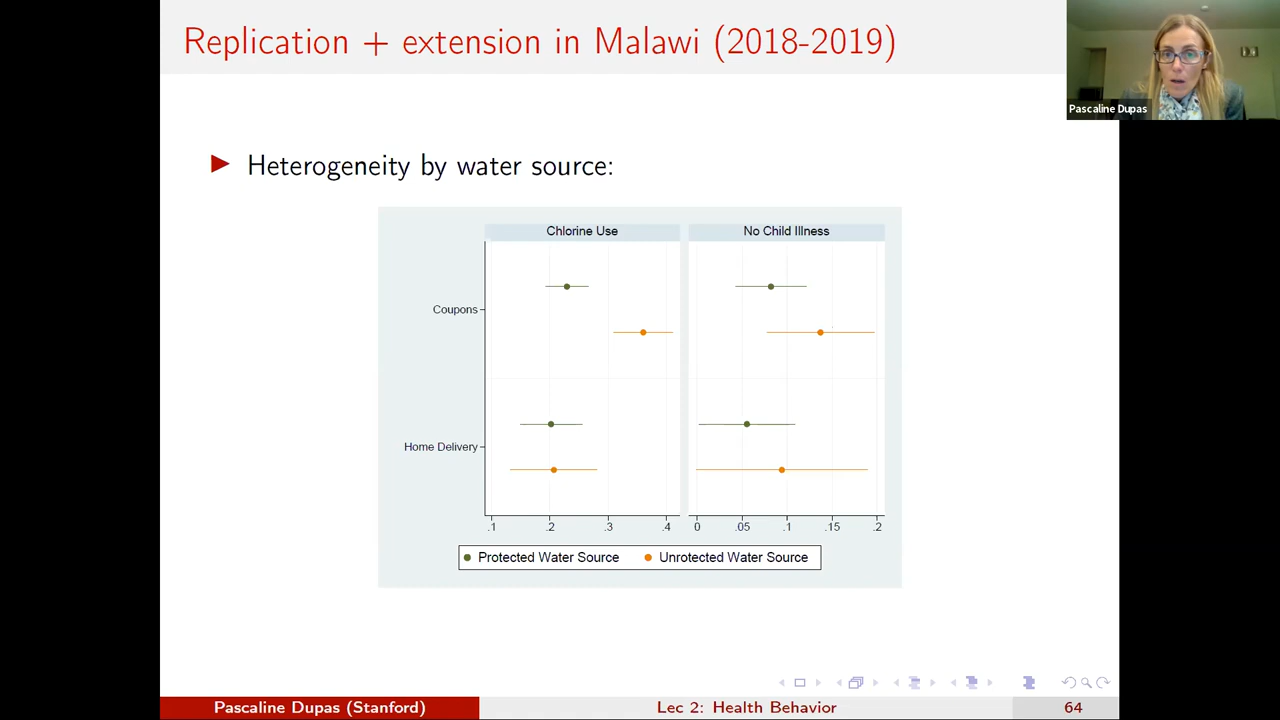 Replication + extension in Malawi (2018-2019)
Pascaline Dupas
Heterogeneity by water source:
Chlorine Use
No Child Illness
Coupons
Home Delivery
.1 .2 .3 .4 0 .05 .1 .15 .2
Protected Water Source Unrotected Water Source
Pascaline Dupas (Stanford) Lec 2: Health Behavior 64